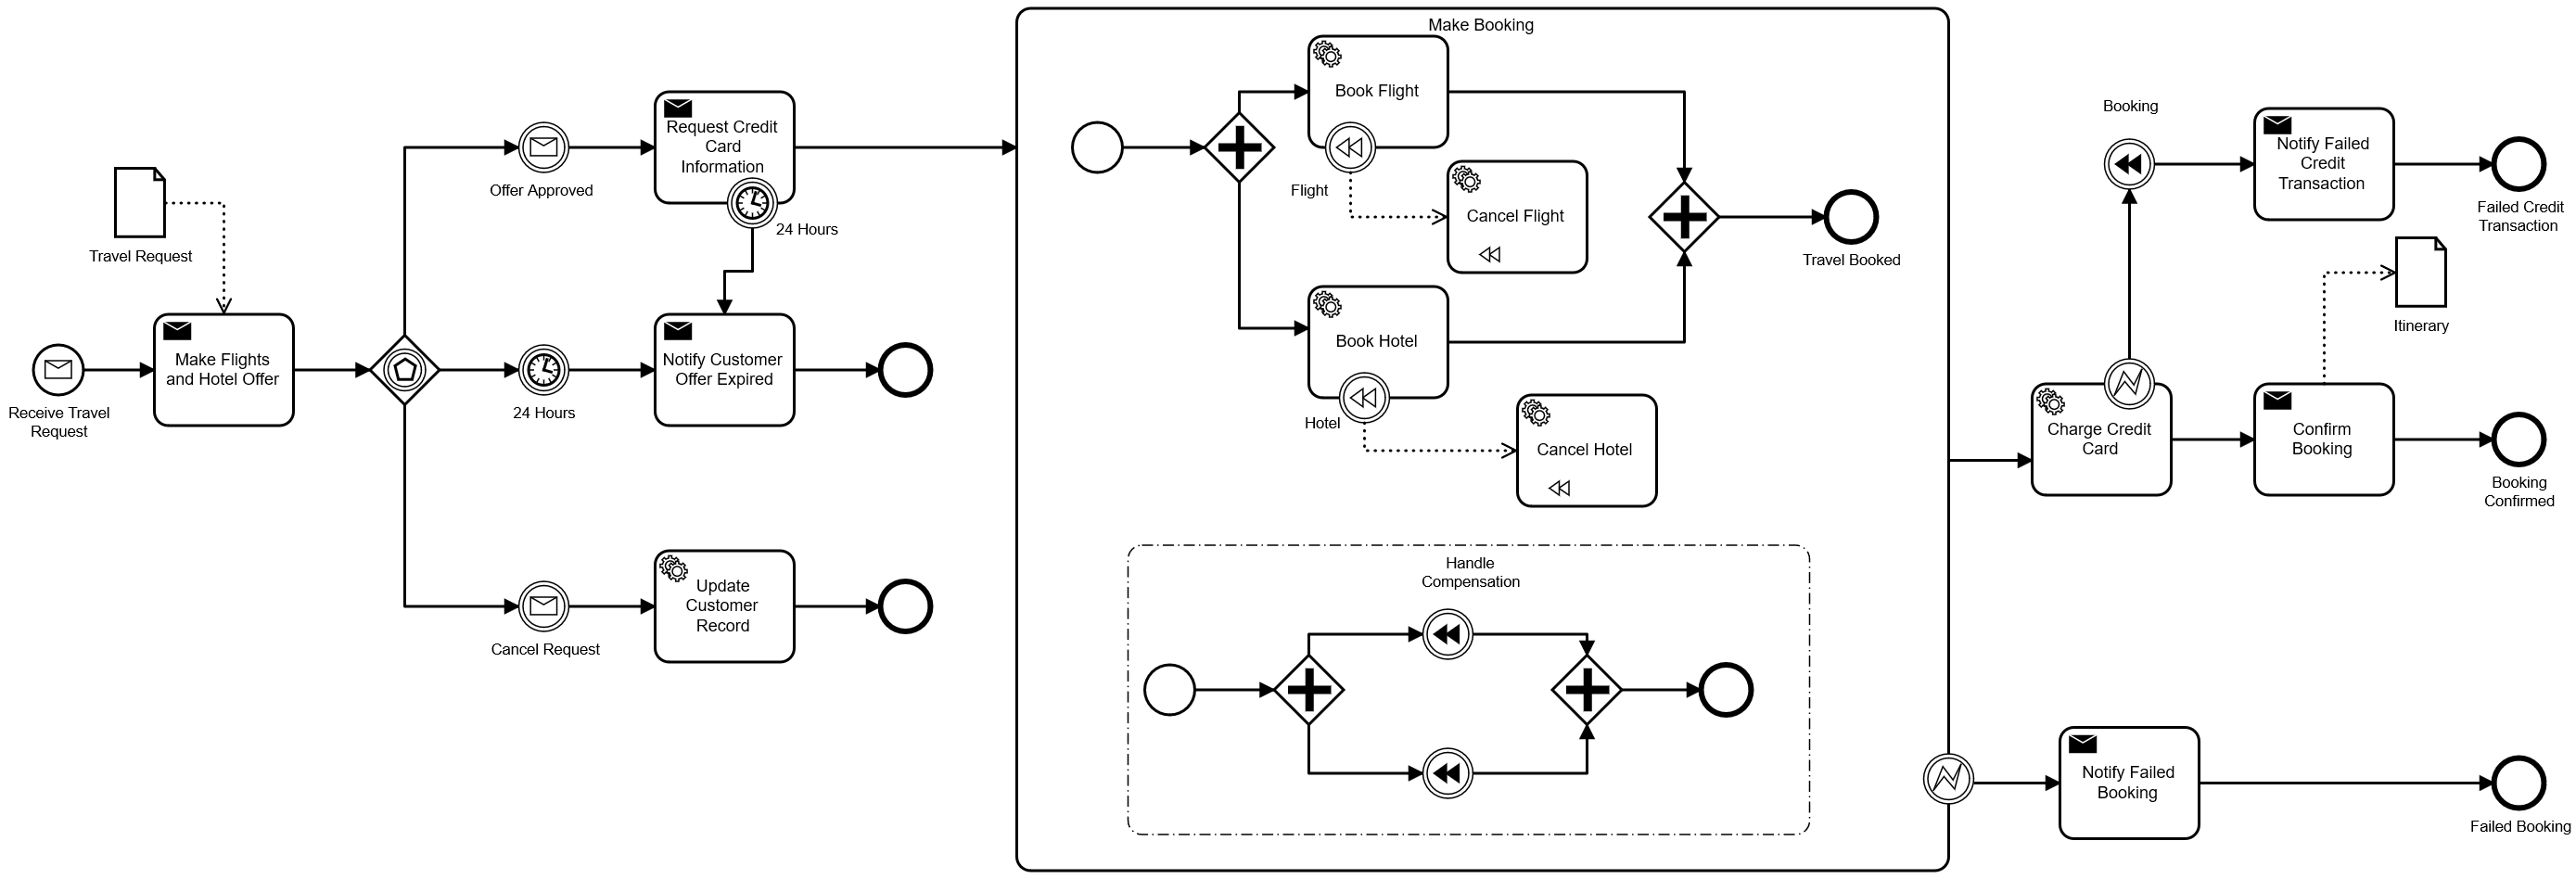 Make Booking
Book Flight
Booking
Request Credit
Card
Information
Notify Failed
Credit
Transaction
Offer Approved
Flight
24 Hours
Cancel Flight
Failed Credit
Transaction
Travel Request
Travel Booked
Make Flights
and Hotel Offer
Notify Customer
Offer Expired
Book Hotel
Itinerary
Receive Travel
Request
24 Hours
Hotel
Cancel Hotel
Charge Credit
Card
Confirm
Booking
Booking
Confirmed
Update
Customer
Record
Cancel Request
Handle
Compensation
Notify Failed
Booking
Failed Booking